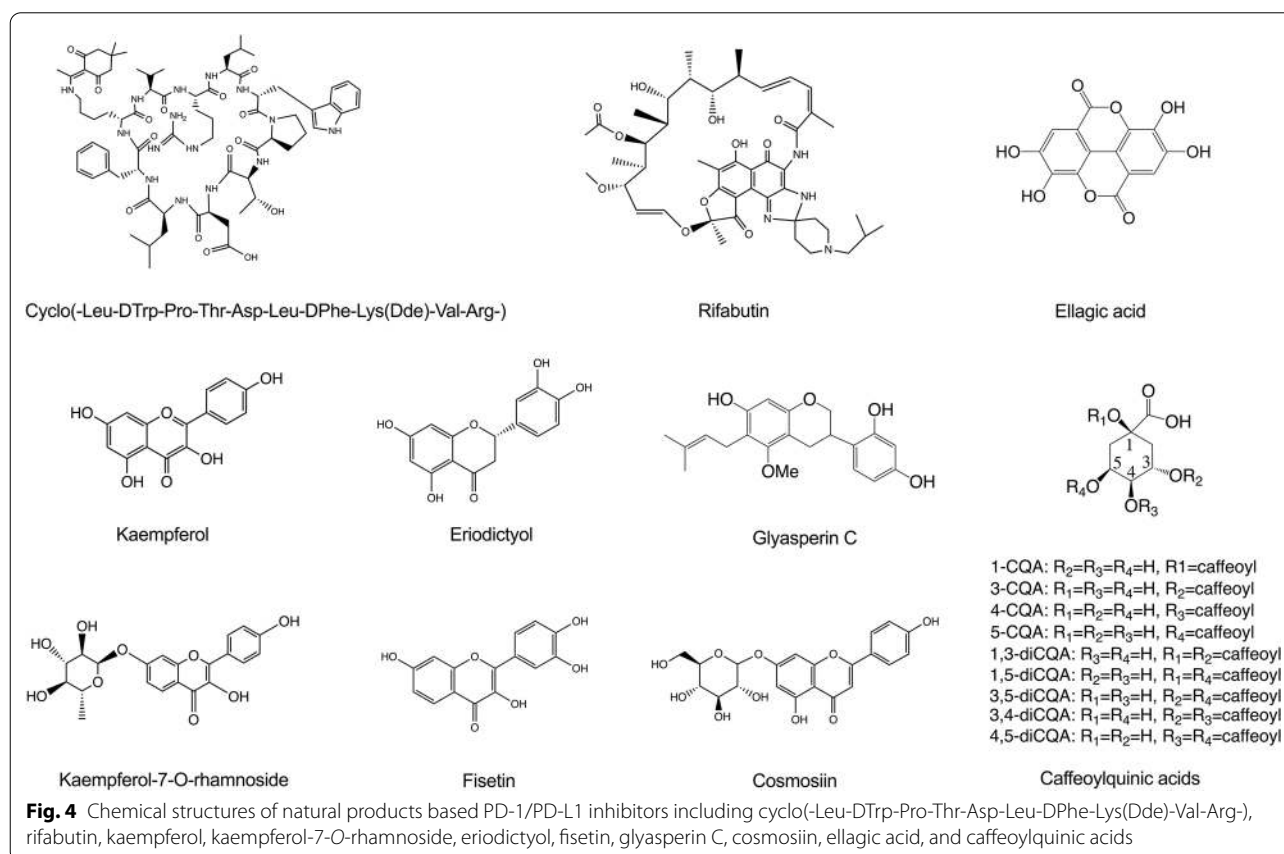 Cyclo(-Leu-DTrp-Pro-Thr-Asp-Leu-DPhe-Lys(Dde)-Val-Arg-)
Rifabutin
Ellagic acid
Kaempferol
Eriodictyol
Glyasperin C
1-CQA: R₂=R₃=R₄=H, R1=caffeoyl
3-CQA: R₁=R₃=R₄=H, R₂=caffeoyl
4-CQA: R₁=R₂=R₄=H, R₃=caffeoyl
5-CQA: R₁=R₂=R₃=H, R₄=caffeoyl
1,3-diCQA: R₃=R₄=H, R₁=R₂=caffeoyl
1,5-diCQA: R₂=R₃=H, R₁=R₄=caffeoyl
3,5-diCQA: R₁=R₃=H, R₂=R₄=caffeoyl
3,4-diCQA: R₁=R₄=H, R₂=R₃=caffeoyl
4,5-diCQA: R₁=R₂=H, R₃=R₄=caffeoyl
Kaempferol-7-O-rhamnoside
Fisetin
Cosmosiin
Caffeoylquinic acids
Fig. 4 Chemical structures of natural products based PD-1/PD-L1 inhibitors including cyclo(-Leu-DTrp-Pro-Thr-Asp-Leu-DPhe-Lys(Dde)-Val-Arg-),
rifabutin, kaempferol, kaempferol-7-O-rhamnoside, eriodictyol, fisetin, glyasperin C, cosmosiin, ellagic acid, and caffeoylquinic acids